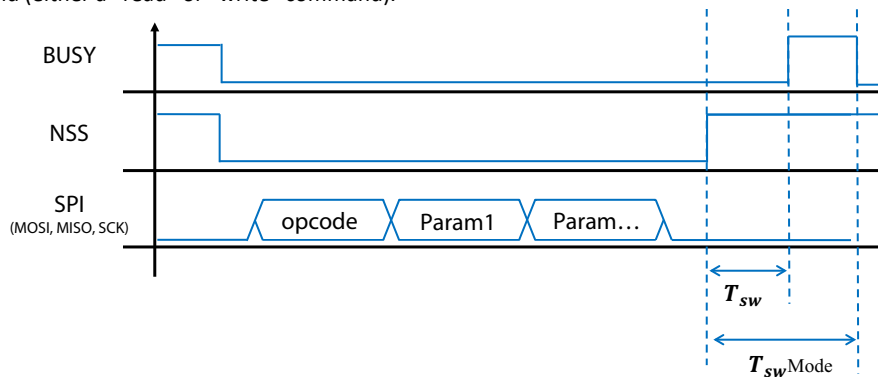 (either a "read" or "write" command).
BUSY
NSS
SPI
(MOSI, MISO, SCK)
opcode
Param1
Param…
T_sw
T_swMode